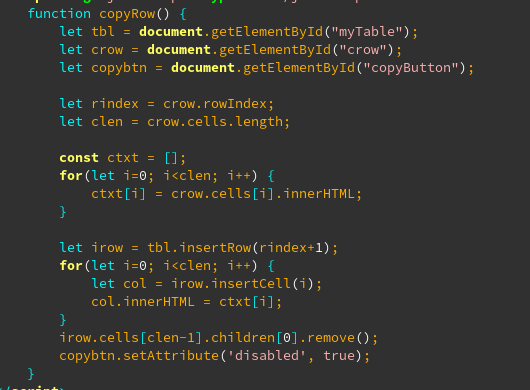 function copyRow() {
    let tbl = document.getElementById("myTable");
    let crow = document.getElementById("crow");
    let copybtn = document.getElementById("copyButton");

    let rindex = crow.rowIndex;
    let clen = crow.cells.length;

    const ctxt = [];
    for(let i=0; i<clen; i++) {
        ctxt[i] = crow.cells[i].innerHTML;
    }

    let irow = tbl.insertRow(rindex+1);
    for(let i=0; i<clen; i++) {
        let col = irow.insertCell(i);
        col.innerHTML = ctxt[i];
    }
    irow.cells[clen-1].children[0].remove();
    copybtn.setAttribute('disabled', true);
}